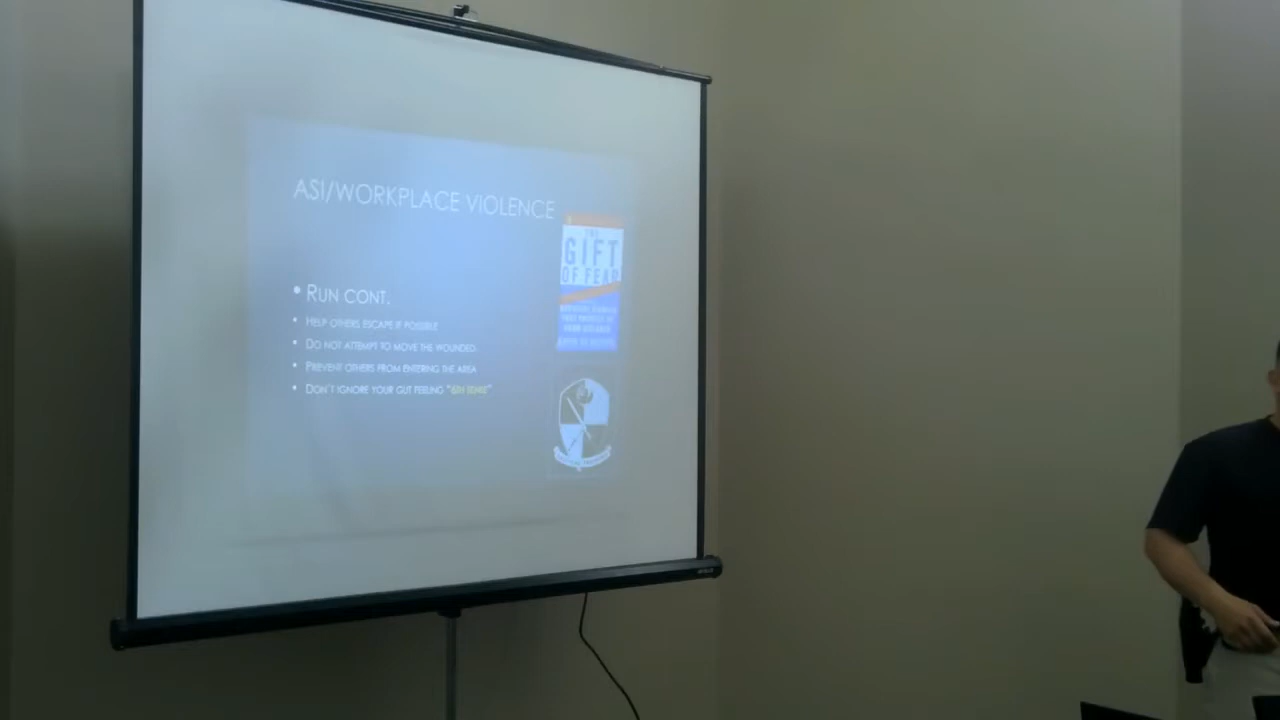 ASI/WORKPLACE VIOLENCE
THE
GIFT
OF FEAR
• RUN CONT.
• HELP OTHERS ESCAPE IF POSSIBLE
• DO NOT ATTEMPT TO MOVE THE WOUNDED
• PREVENT OTHERS FROM ENTERING THE AREA
• DON'T IGNORE YOUR GUT FEELING "6TH SENSE"